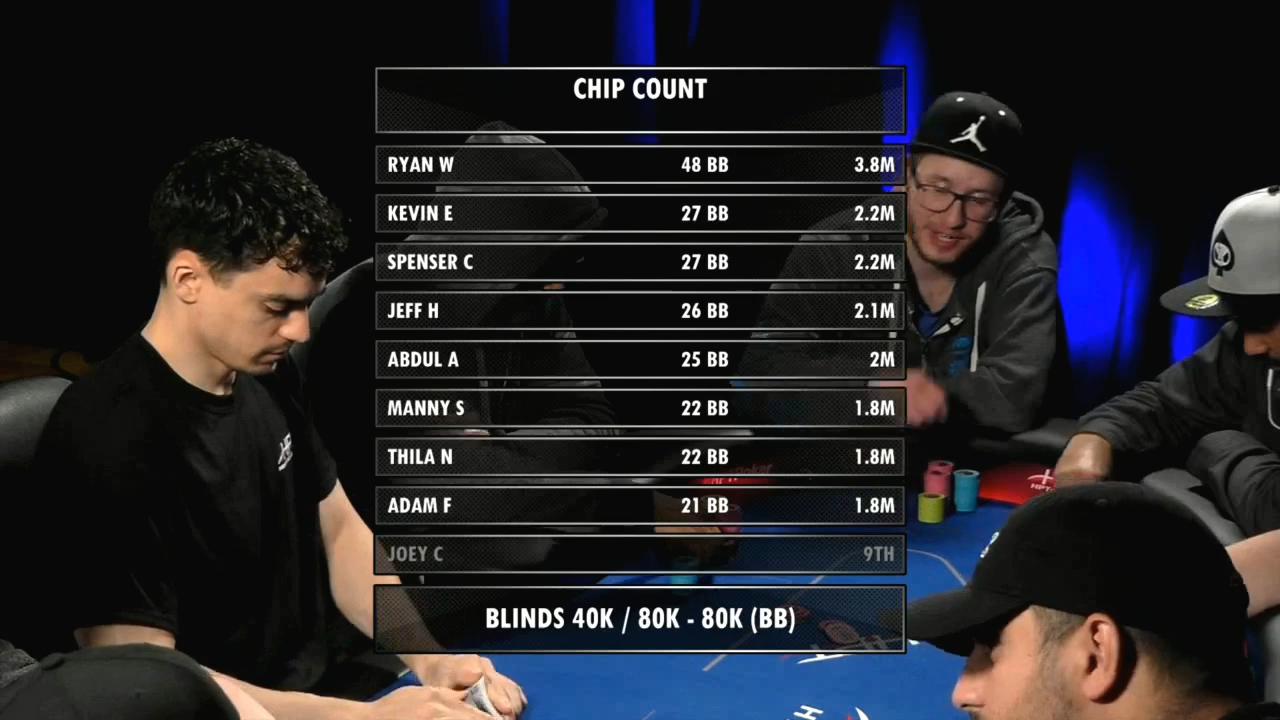 CHIP COUNT
RYAN W 48 BB 3.8M
KEVIN E 27 BB 2.2M
SPENSER C 27 BB 2.2M
JEFF H 26 BB 2.1M
ABDUL A 25 BB 2M
MANNY S 22 BB 1.8M
THILA N 22 BB 1.8M
ADAM F 21 BB 1.8M
JOEY C 9TH
BLINDS 40K / 80K - 80K (BB)